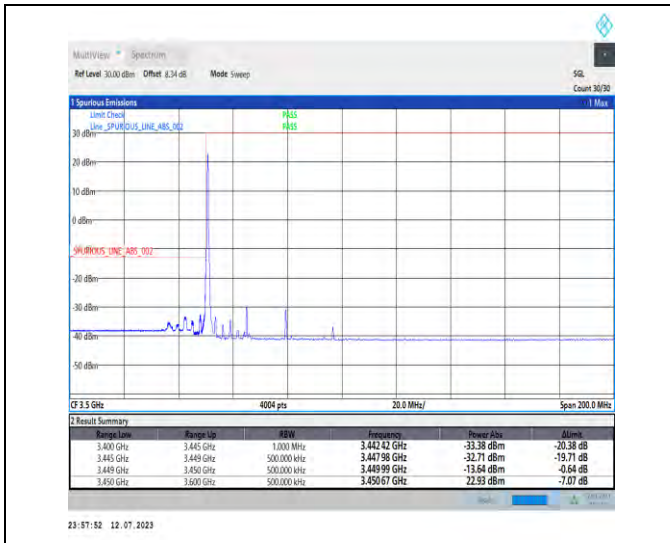 MultiView Spectrum
Ref Level 30.00 dBm Offset 8.34 dB Mode Sweep SGL
Count 30/30
1 Spurious Emissions 1 Max
Limit Check PASS
Line _SPURIOUS_LINE_ABS_002 PASS
30 dBm
20 dBm
10 dBm
0 dBm
_SPURIOUS_LINE_ABS_002
-20 dBm
-30 dBm
-40 dBm
-50 dBm
CF 3.5 GHz 4004 pts 20.0 MHz/ Span 200.0 MHz
2 Result Summary
Range Low Range Up RBW Frequency Power Abs ΔLimit
3.400 GHz 3.445 GHz 1.000 MHz 3.442 42 GHz -33.38 dBm -20.38 dB
3.445 GHz 3.449 GHz 500.000 kHz 3.447 98 GHz -32.71 dBm -19.71 dB
3.449 GHz 3.450 GHz 500.000 kHz 3.449 99 GHz -13.64 dBm -0.64 dB
3.450 GHz 3.600 GHz 500.000 kHz 3.450 67 GHz 22.93 dBm -7.07 dB
23:57:52 12.07.2023